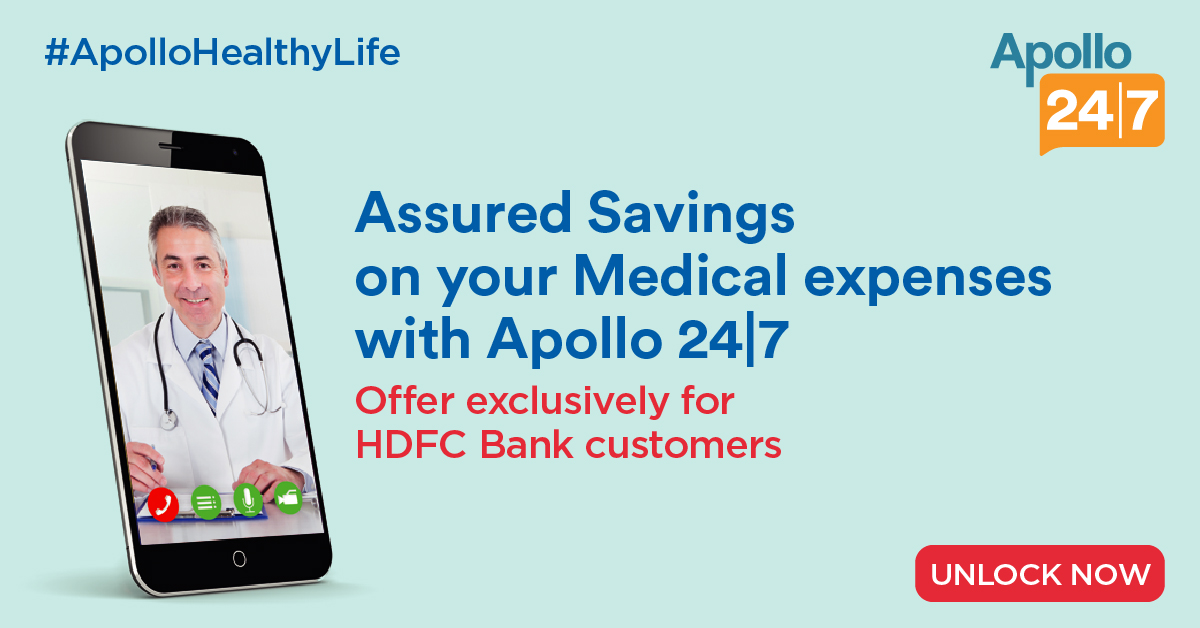 #ApolloHealthyLife
Apollo
24|7
Assured Savings
on your Medical expenses
with Apollo 24|7
Offer exclusively for
HDFC Bank customers
UNLOCK NOW